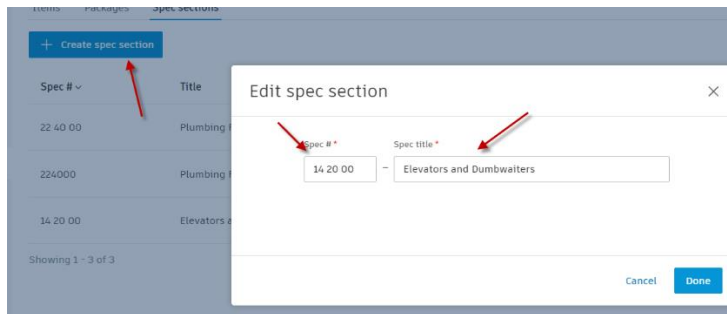 Items Packages Spec sections
+ Create spec section
Spec # Title
Edit spec section
22 40 00 Plumbing
Spec # * Spec title *
14 20 00 – Elevators and Dumbwaiters
224000 Plumbing
14 20 00 Elevators
Showing 1 - 3 of 3
Cancel Done